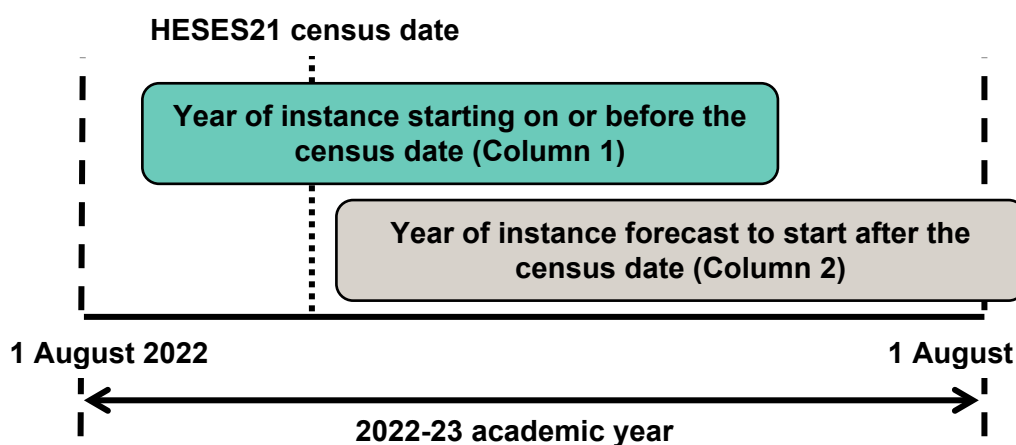 HESES21 census date
Year of instance starting on or before the
census date (Column 1)
Year of instance forecast to start after the
census date (Column 2)
1 August 2022
1 August
2022-23 academic year